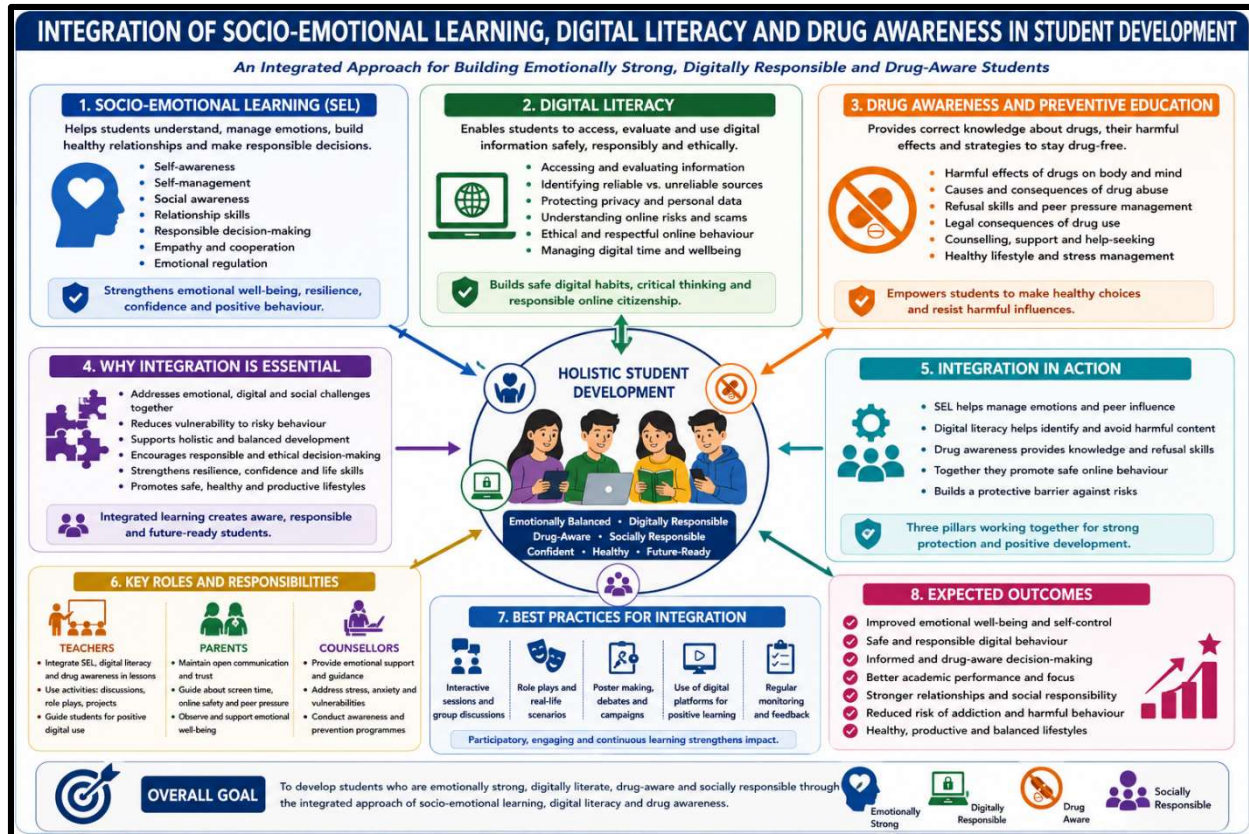 INTEGRATION OF SOCIO-EMOTIONAL LEARNING, DIGITAL LITERACY AND DRUG AWARENESS IN STUDENT DEVELOPMENT
An Integrated Approach for Building Emotionally Strong, Digitally Responsible and Drug-Aware Students
1. SOCIO-EMOTIONAL LEARNING (SEL)
Helps students understand, manage emotions, build
healthy relationships and make responsible decisions.
• Self-awareness
• Self-management
• Social awareness
• Relationship skills
• Responsible decision-making
• Empathy and cooperation
• Emotional regulation
Strengthens emotional well-being, resilience,
confidence and positive behaviour.
2. DIGITAL LITERACY
Enables students to access, evaluate and use digital
information safely, responsibly and ethically.
• Accessing and evaluating information
• Identifying reliable vs. unreliable sources
• Protecting privacy and personal data
• Understanding online risks and scams
• Ethical and respectful online behaviour
• Managing digital time and wellbeing
Builds safe digital habits, critical thinking and
responsible online citizenship.
3. DRUG AWARENESS AND PREVENTIVE EDUCATION
Provides correct knowledge about drugs, their harmful
effects and strategies to stay drug-free.
• Harmful effects of drugs on body and mind
• Causes and consequences of drug abuse
• Refusal skills and peer pressure management
• Legal consequences of drug use
• Counselling, support and help-seeking
• Healthy lifestyle and stress management
Empowers students to make healthy choices
and resist harmful influences.
4. WHY INTEGRATION IS ESSENTIAL
• Addresses emotional, digital and social challenges
together
• Reduces vulnerability to risky behaviour
• Supports holistic and balanced development
• Encourages responsible and ethical decision-making
• Strengthens resilience, confidence and life skills
• Promotes safe, healthy and productive lifestyles
Integrated learning creates aware, responsible
and future-ready students.
HOLISTIC STUDENT
DEVELOPMENT
Emotionally Balanced • Digitally Responsible
Drug-Aware • Socially Responsible
Confident • Healthy • Future-Ready
5. INTEGRATION IN ACTION
• SEL helps manage emotions and peer influence
• Digital literacy helps identify and avoid harmful content
• Drug awareness provides knowledge and refusal skills
• Together they promote safe online behaviour
• Builds a protective barrier against risks
Three pillars working together for strong
protection and positive development.
6. KEY ROLES AND RESPONSIBILITIES
TEACHERS
• Integrate SEL, digital literacy
and drug awareness in lessons
• Use activities: discussions,
role plays, projects
• Guide students for positive
digital use
PARENTS
• Maintain open communication
and trust
• Guide about screen time,
online safety and peer pressure
• Observe and support emotional
well-being
COUNSELLORS
• Provide emotional support
and guidance
• Address stress, anxiety and
vulnerabilities
• Conduct awareness and
prevention programmes
7. BEST PRACTICES FOR INTEGRATION
Interactive
sessions and
group discussions
Role plays and
real-life
scenarios
Poster making,
debates and
campaigns
Use of digital
platforms for
positive learning
Regular
monitoring
and feedback
Participatory, engaging and continuous learning strengthens impact.
8. EXPECTED OUTCOMES
Improved emotional well-being and self-control
Safe and responsible digital behaviour
Informed and drug-aware decision-making
Better academic performance and focus
Stronger relationships and social responsibility
Reduced risk of addiction and harmful behaviour
Healthy, productive and balanced lifestyles
OVERALL GOAL
To develop students who are emotionally strong, digitally literate, drug-aware and socially responsible through
the integrated approach of socio-emotional learning, digital literacy and drug awareness.
Emotionally
Strong
Digitally
Responsible
Drug
Aware
Socially
Responsible